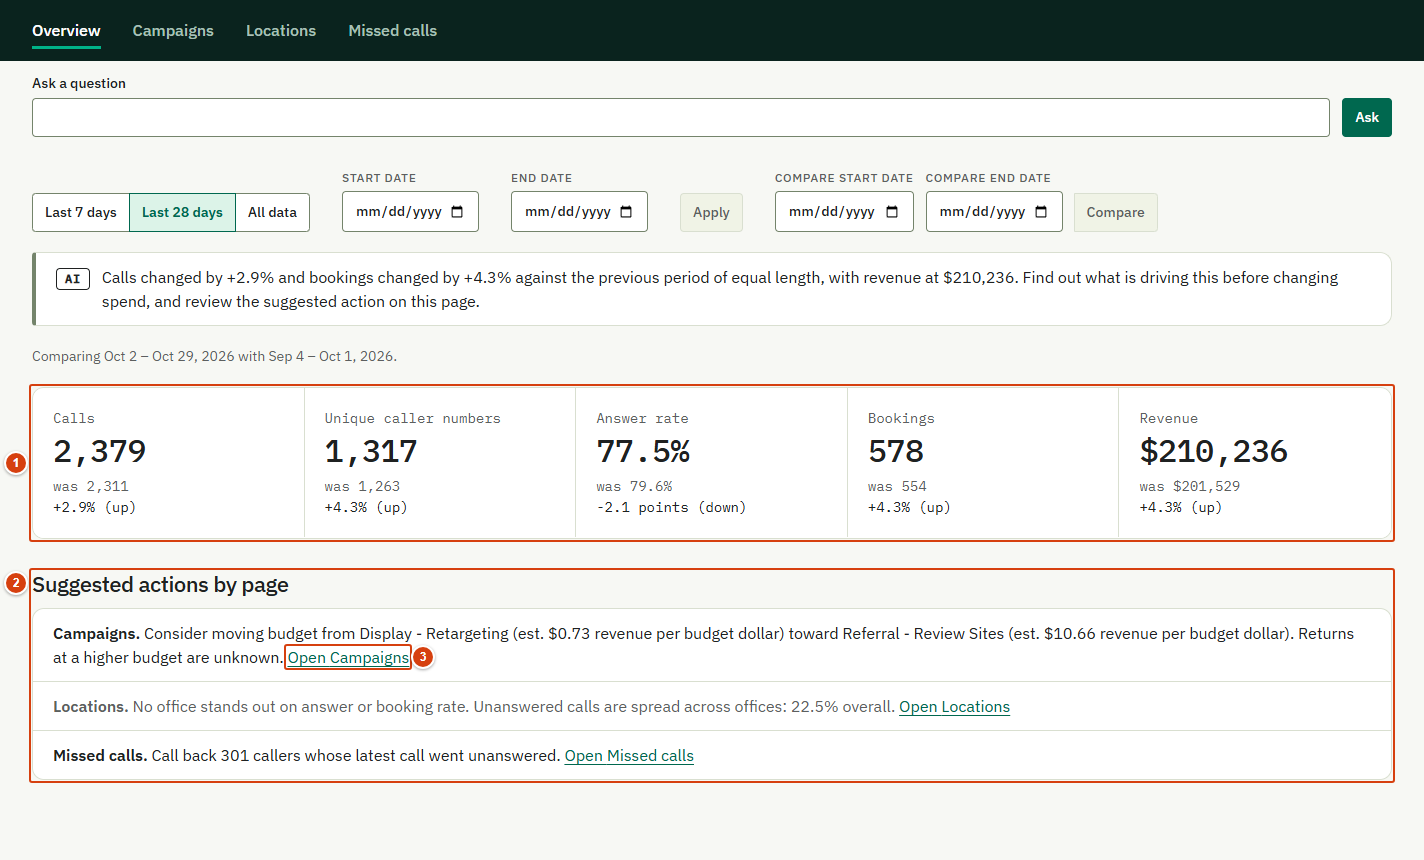 Overview Campaigns Locations Missed calls
Ask a question
Ask
START DATE END DATE COMPARE START DATE COMPARE END DATE
Last 7 days Last 28 days All data mm/dd/yyyy mm/dd/yyyy Apply mm/dd/yyyy mm/dd/yyyy Compare
AI Calls changed by +2.9% and bookings changed by +4.3% against the previous period of equal length, with revenue at $210,236. Find out what is driving this before changing
spend, and review the suggested action on this page.
Comparing Oct 2 – Oct 29, 2026 with Sep 4 – Oct 1, 2026.
1
Calls
2,379
was 2,311
+2.9% (up)
Unique caller numbers
1,317
was 1,263
+4.3% (up)
Answer rate
77.5%
was 79.6%
-2.1 points (down)
Bookings
578
was 554
+4.3% (up)
Revenue
$210,236
was $201,529
+4.3% (up)
2
Suggested actions by page
Campaigns. Consider moving budget from Display - Retargeting (est. $0.73 revenue per budget dollar) toward Referral - Review Sites (est. $10.66 revenue per budget dollar). Returns
at a higher budget are unknown. Open Campaigns 3
Locations. No office stands out on answer or booking rate. Unanswered calls are spread across offices: 22.5% overall. Open Locations
Missed calls. Call back 301 callers whose latest call went unanswered. Open Missed calls